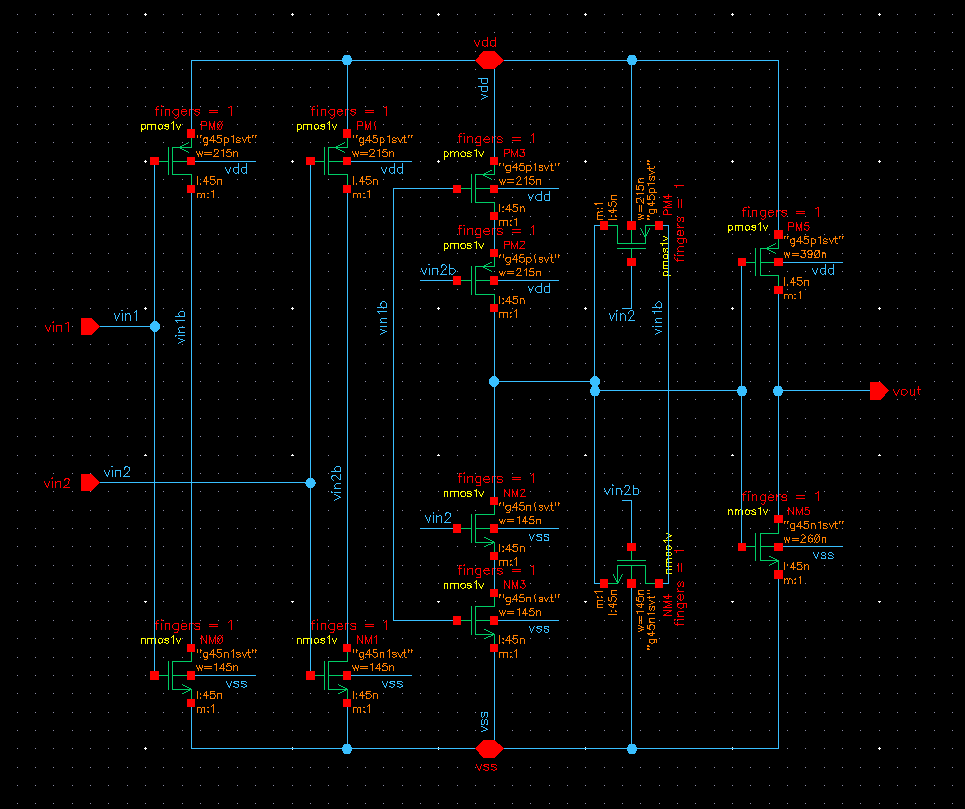 vdd
vdd
fingers = 1
pmos1v
PM0
"g45p1svt"
w=215n
vdd
l:45n
m:1
fingers = 1
pmos1v
PM1
"g45p1svt"
w=215n
vdd
l:45n
m:1
fingers = 1
pmos1v
PM3
"g45p1svt"
w=215n
vdd
l:45n
m:1
fingers = 1
pmos1v
PM2
"g45p1svt"
w=215n
vin2b
vdd
l:45n
m:1
m:1
l:45n
w=215n
"g45p1svt"
PM4
fingers = 1
pmos1v
vin2
vin1b
fingers = 1
pmos1v
PM5
"g45p1svt"
w=390n
vdd
l:45n
m:1
vin1
vin1
vin1b
vin1b
vout
vin2
vin2
vin2b
fingers = 1
nmos1v
NM2
"g45n1svt"
w=145n
vin2
vss
l:45n
m:1
fingers = 1
nmos1v
NM3
"g45n1svt"
w=145n
vss
l:45n
m:1
vin2b
nmos1v
m:1
l:45n
w=145n
"g45n1svt"
NM4
fingers = 1
fingers = 1
nmos1v
NM5
"g45n1svt"
w=260n
vss
l:45n
m:1
fingers = 1
nmos1v
NM0
"g45n1svt"
w=145n
vss
l:45n
m:1
fingers = 1
nmos1v
NM1
"g45n1svt"
w=145n
vss
l:45n
m:1
vss
vss